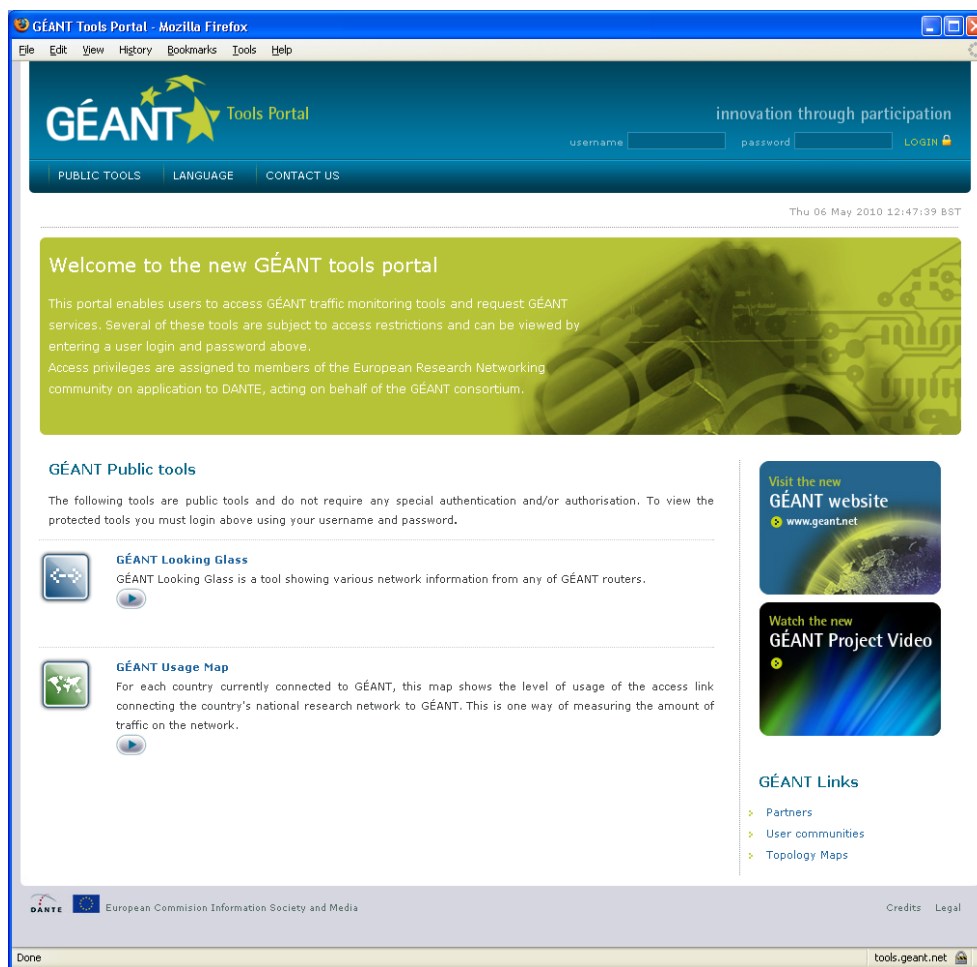 GÉANT Tools Portal - Mozilla Firefox
File Edit View History Bookmarks Tools Help
GÉANT Tools Portal
innovation through participation
username password LOGIN
PUBLIC TOOLS LANGUAGE CONTACT US
Thu 06 May 2010 12:47:39 BST
Welcome to the new GÉANT tools portal
This portal enables users to access GÉANT traffic monitoring tools and request GÉANT
services. Several of these tools are subject to access restrictions and can be viewed by
entering a user login and password above.
Access privileges are assigned to members of the European Research Networking
community on application to DANTE, acting on behalf of the GÉANT consortium.
GÉANT Public tools
The following tools are public tools and do not require any special authentication and/or authorisation. To view the
protected tools you must login above using your username and password.
GÉANT Looking Glass
GÉANT Looking Glass is a tool showing various network information from any of GÉANT routers.
GÉANT Usage Map
For each country currently connected to GÉANT, this map shows the level of usage of the access link
connecting the country's national research network to GÉANT. This is one way of measuring the amount of
traffic on the network.
Visit the new
GÉANT website
www.geant.net
Watch the new
GÉANT Project Video
GÉANT Links
Partners
User communities
Topology Maps
DANTE European Commision Information Society and Media
Credits Legal
Done
tools.geant.net